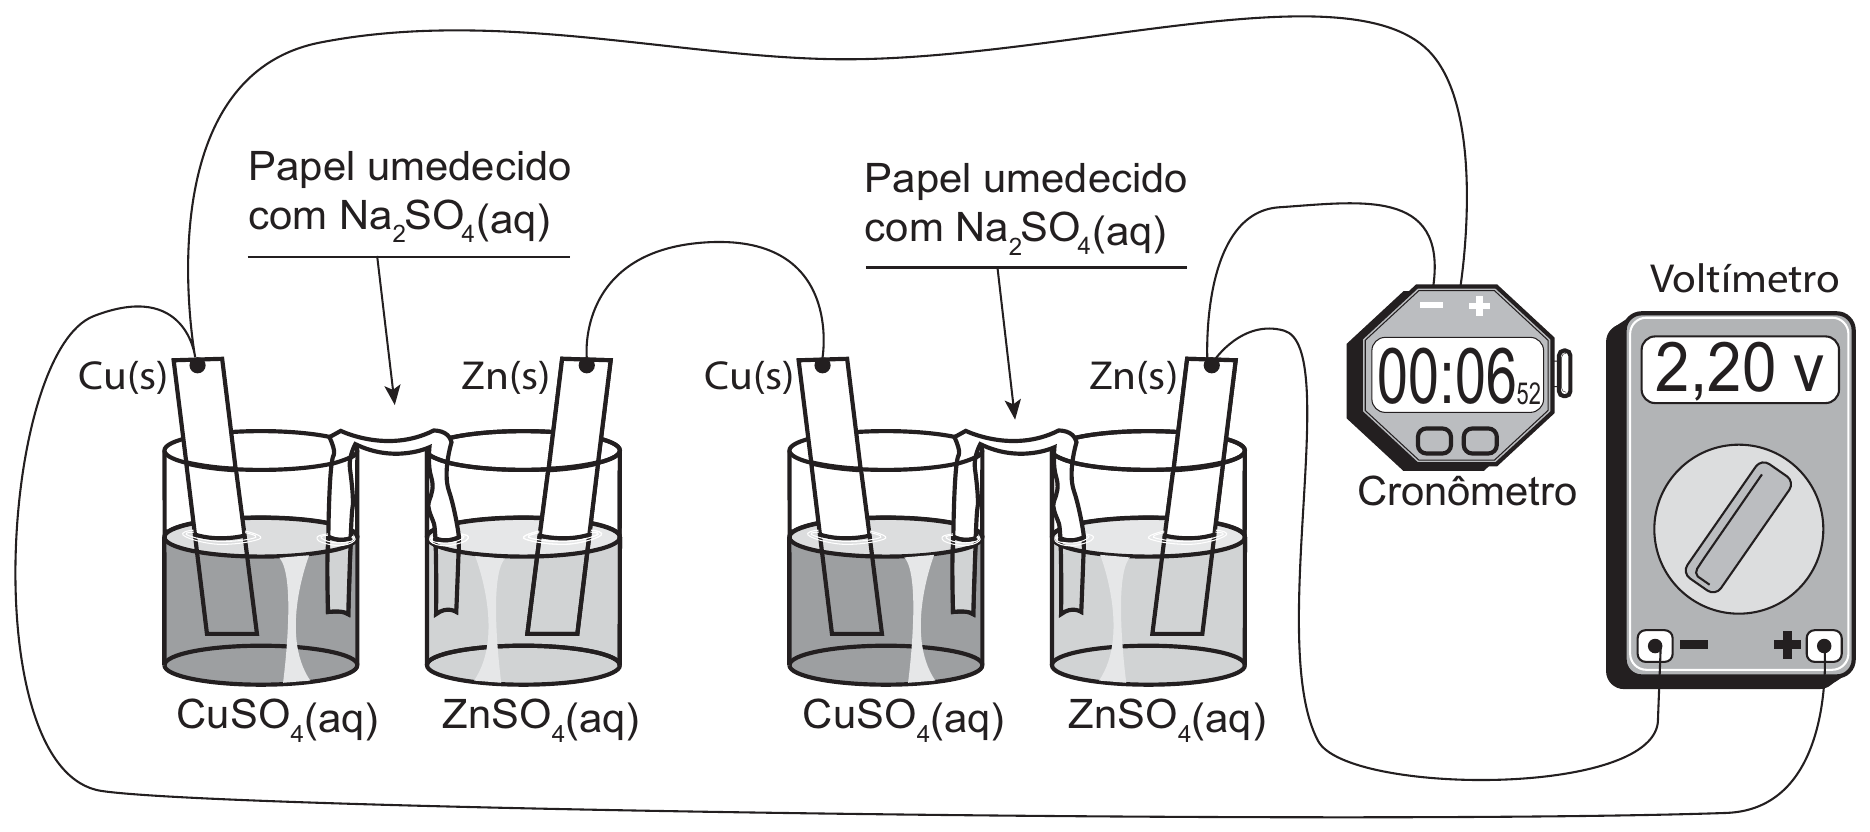 Papel umedecido
com Na₂SO₄(aq)
Papel umedecido
com Na₂SO₄(aq)
Voltímetro
− +
2,20 v
Cu(s)
Zn(s)
Cu(s)
Zn(s)
00:06 52
Cronômetro
− +
CuSO₄(aq)
ZnSO₄(aq)
CuSO₄(aq)
ZnSO₄(aq)